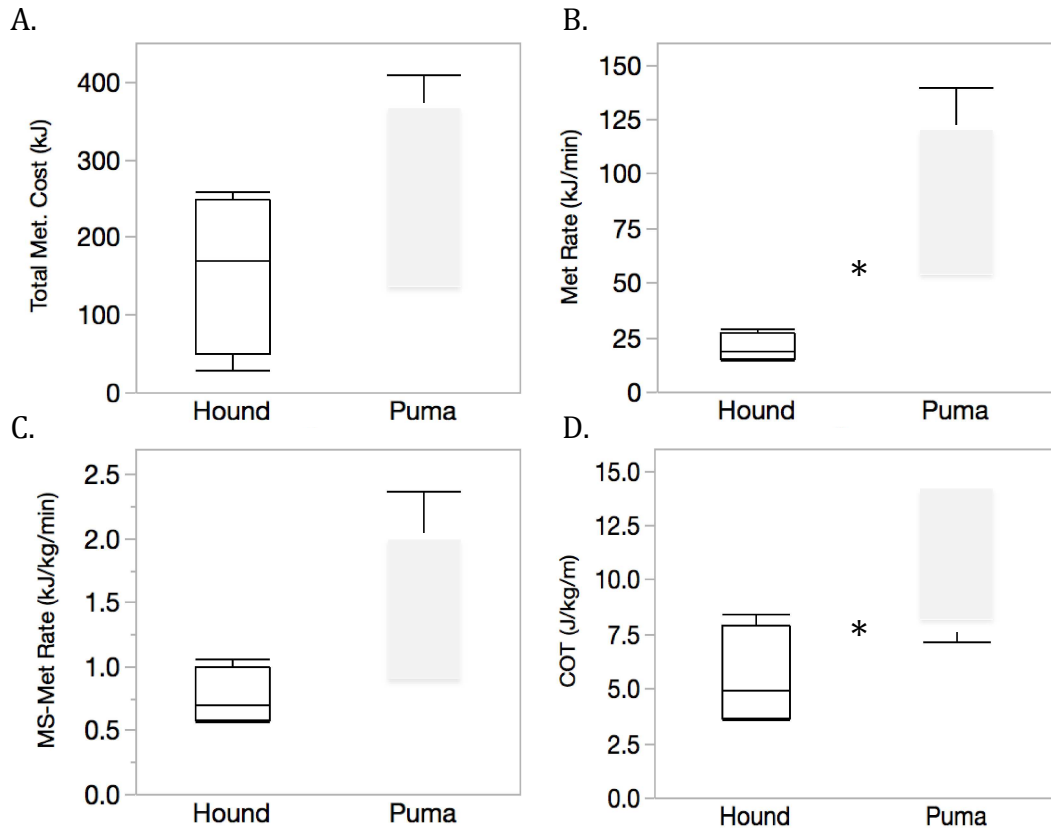 A.
Total Met. Cost (kJ)
400
300
200
100
0
Hound Puma
B.
Met Rate (kJ/min)
150
125
100
75
50
25
0
*
Hound Puma
C.
MS-Met Rate (kJ/kg/min)
2.5
2.0
1.5
1.0
0.5
0.0
Hound Puma
D.
COT (J/kg/m)
15.0
12.5
10.0
7.5
5.0
2.5
0.0
*
Hound Puma